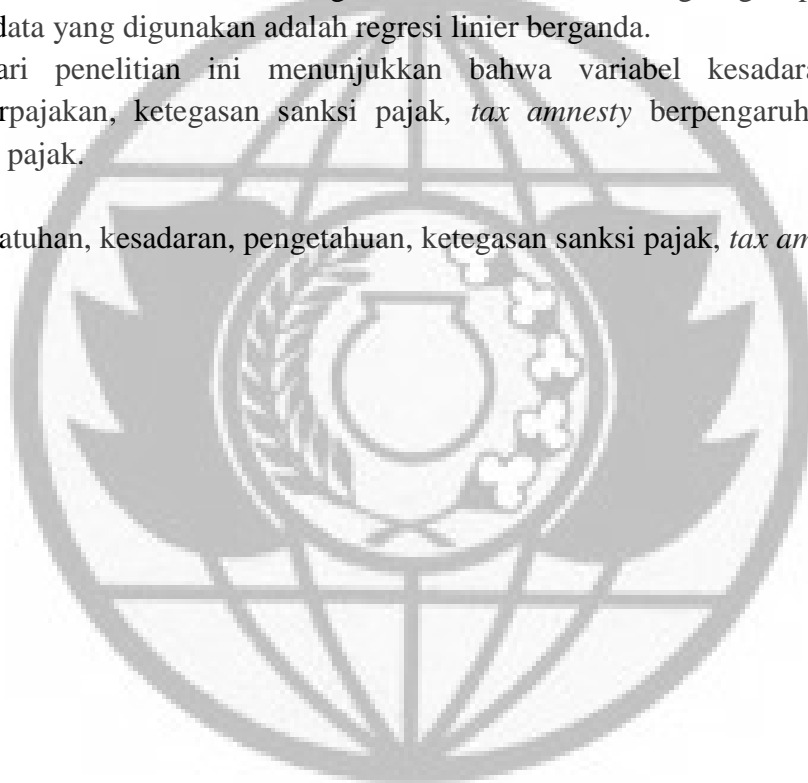 data yang digunakan adalah regresi linier berganda.
ari penelitian ini menunjukkan bahwa variabel kesadara
rpajakan, ketegasan sanksi pajak, tax amnesty berpengaruh
pajak.
atuhan, kesadaran, pengetahuan, ketegasan sanksi pajak, tax am